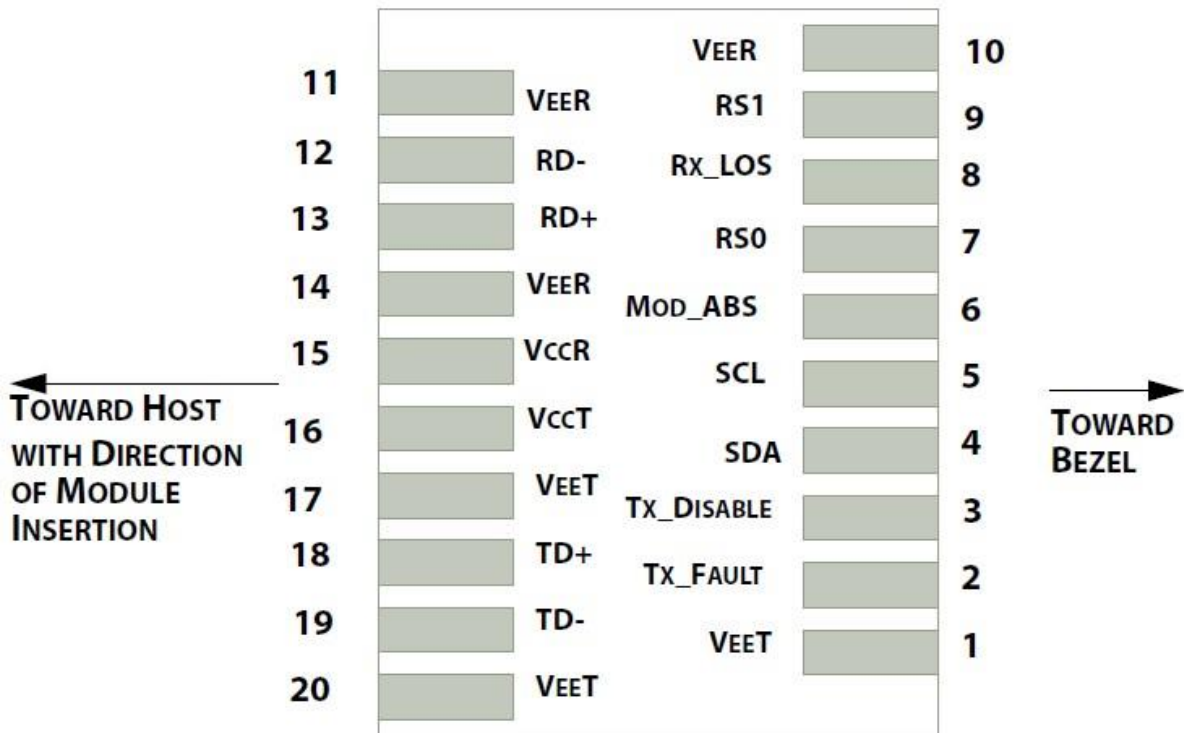 VEER 10
11 VEER
RS1 9
12 RD-
RX_LOS 8
13 RD+
RS0 7
14 VEER
MOD_ABS 6
15 VCCR
SCL 5
16 VCCT
SDA 4
17 VEET
TX_DISABLE 3
18 TD+
TX_FAULT 2
19 TD-
VEET 1
20 VEET
TOWARD HOST
WITH DIRECTION
OF MODULE
INSERTION
TOWARD
BEZEL